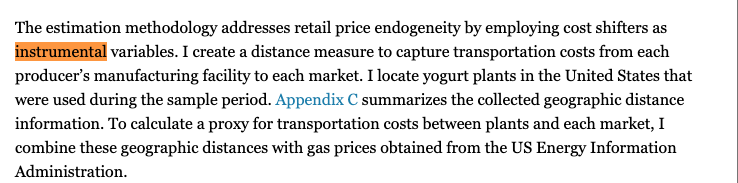 The estimation methodology addresses retail price endogeneity by employing cost shifters as
instrumental variables. I create a distance measure to capture transportation costs from each
producer’s manufacturing facility to each market. I locate yogurt plants in the United States that
were used during the sample period. Appendix C summarizes the collected geographic distance
information. To calculate a proxy for transportation costs between plants and each market, I
combine these geographic distances with gas prices obtained from the US Energy Information
Administration.